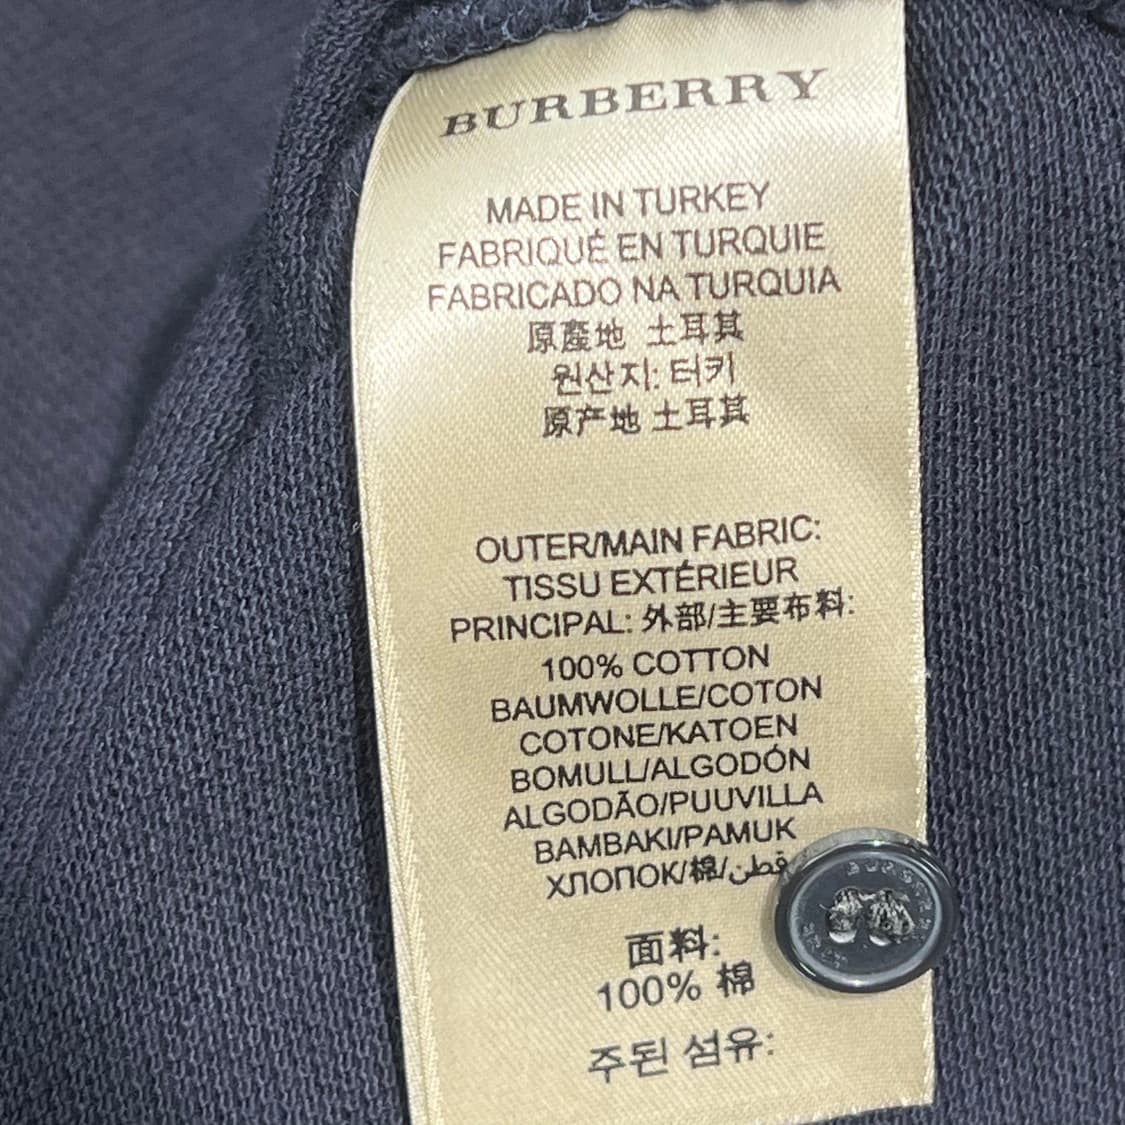 BURBERRY
MADE IN TURKEY
FABRIQUÉ EN TURQUIE
FABRICADO NA TURQUIA
原產地 土耳其
원산지: 터키
原产地 土耳其
OUTER/MAIN FABRIC:
TISSU EXTÉRIEUR
PRINCIPAL: 外部/主要布料:
100% COTTON
BAUMWOLLE/COTON
COTONE/KATOEN
BOMULL/ALGODÓN
ALGODÃO/PUUVILLA
BAMBAKI/PAMUK
ХЛОПОК/棉/قطن
面料:
100% 棉
주된 섬유:
BURBERRY